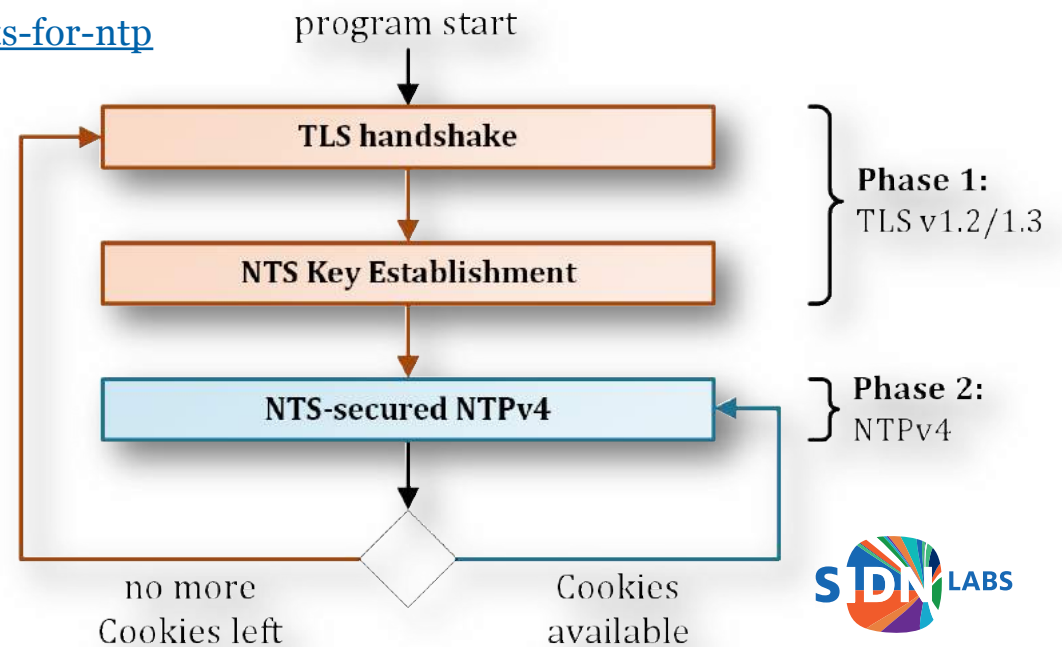 ts-for-ntp
program start
TLS handshake
Phase 1:
TLS v1.2/1.3
NTS Key Establishment
NTS-secured NTPv4
Phase 2:
NTPv4
no more
Cookies left
Cookies
available
SIDN LABS